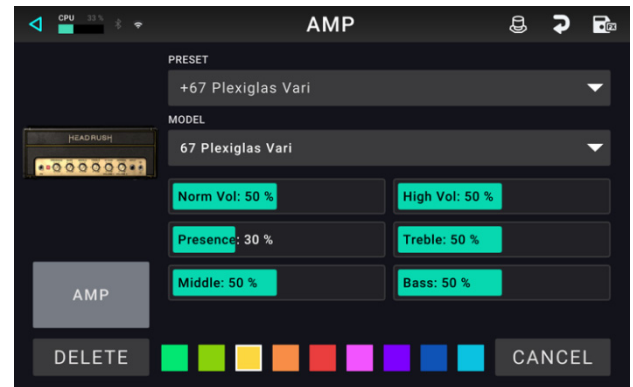 CPU 33 %
AMP
FX
PRESET
+67 Plexiglas Vari
MODEL
67 Plexiglas Vari
HEADRUSH
Norm Vol: 50 %
High Vol: 50 %
Presence: 30 %
Treble: 50 %
Middle: 50 %
Bass: 50 %
AMP
DELETE
CANCEL